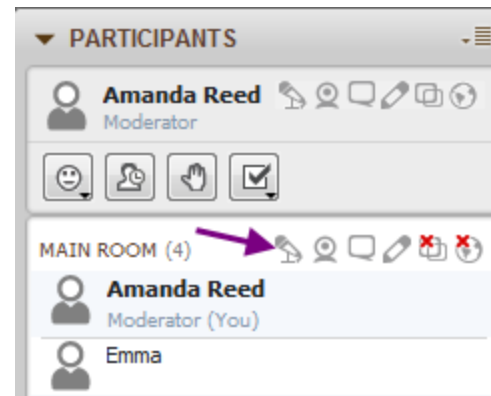 PARTICIPANTS
Amanda Reed
Moderator
MAIN ROOM (4)
Amanda Reed
Moderator (You)
Emma